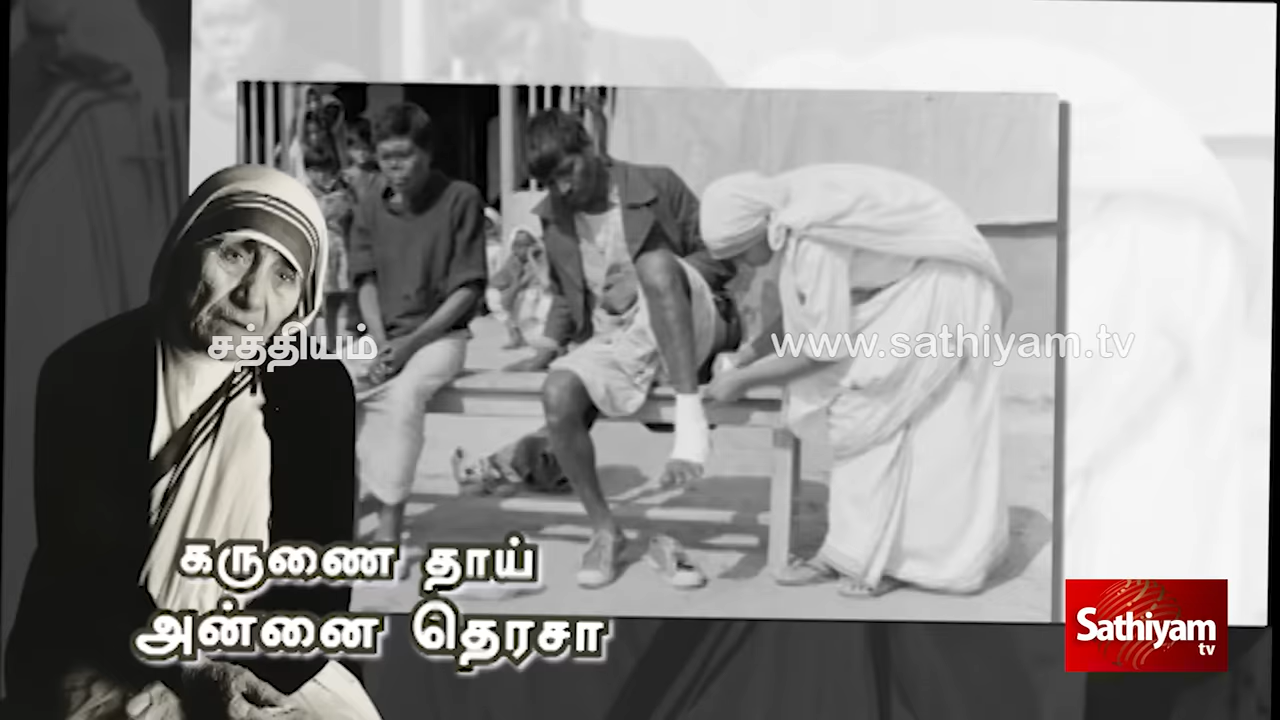 சத்தியம்
www.sathiyam.tv
கருணை தாய்
அன்னை தெரசா
Sathiyam
tv